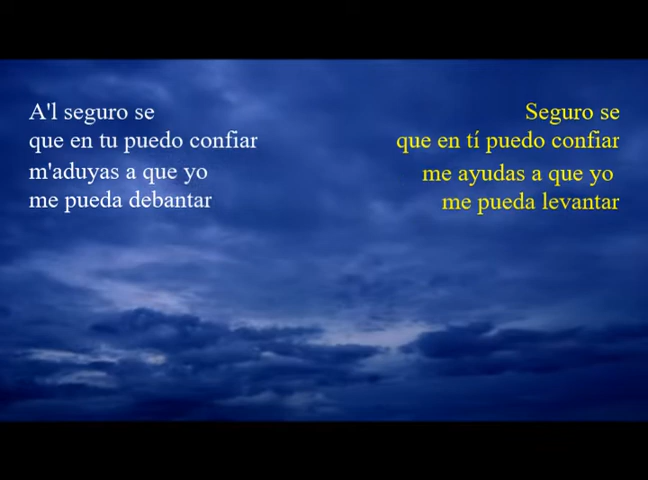 A'l seguro se
que en tu puedo confiar
m'aduyas a que yo
me pueda debantar
Seguro se
que en tí puedo confiar
me ayudas a que yo
me pueda levantar